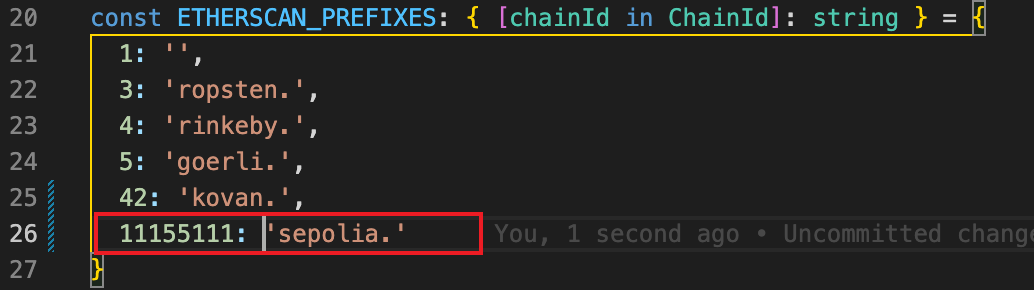 20 const ETHERSCAN_PREFIXES: { [chainId in ChainId]: string } = {
21 1: '',
22 3: 'ropsten.',
23 4: 'rinkeby.',
24 5: 'goerli.',
25 42: 'kovan.',
26 11155111: 'sepolia.' You, 1 second ago • Uncommitted change
27 }